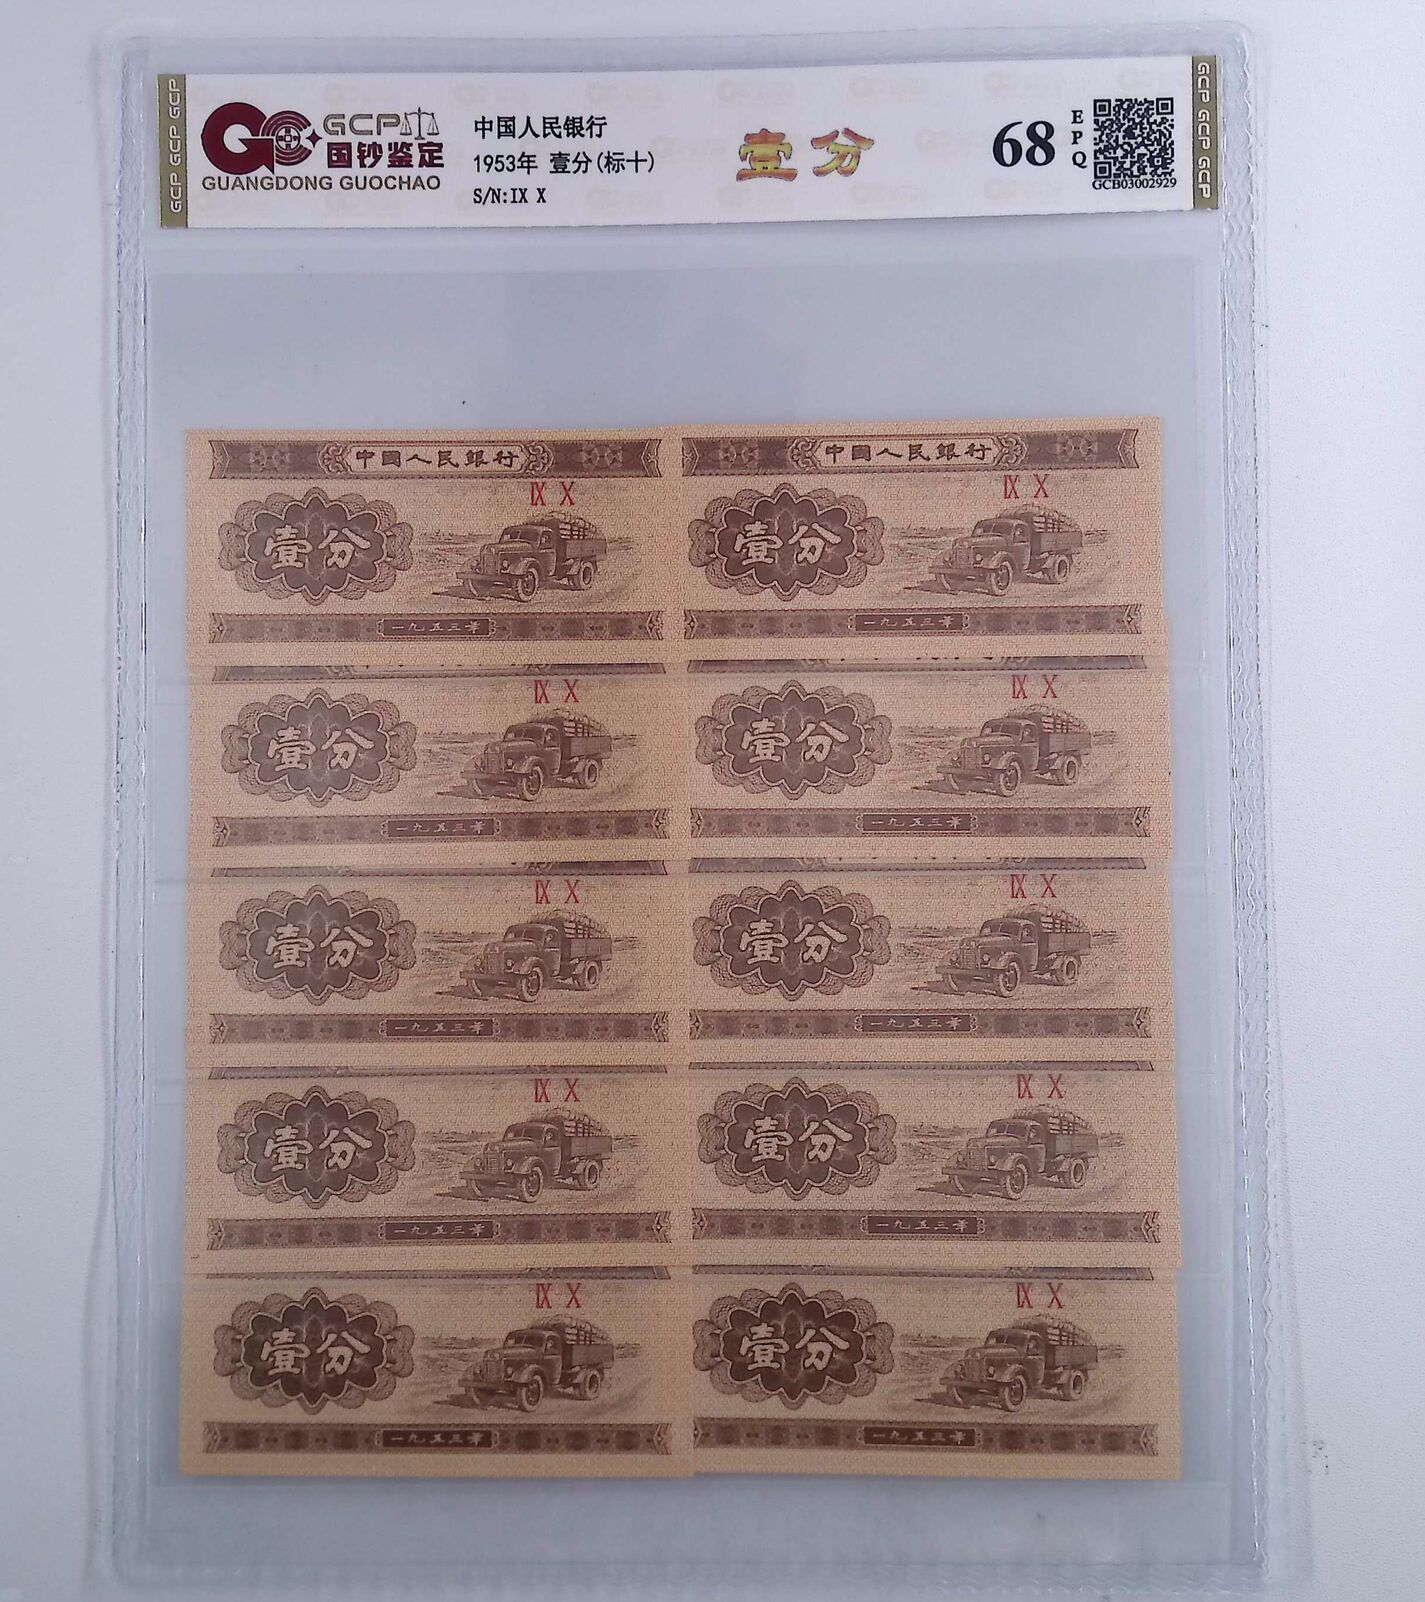 GCP GCP GCP
GCP
国钞鉴定
GUANGDONG GUOCHAO
中国人民银行
1953年 壹分(标十)
S/N:IX X
壹分
68
EPQ
GCB03002929
GCP GCP GCP
中国人民银行
IX X
壹分
一九五三年
中国人民银行
IX X
壹分
一九五三年
IX X
壹分
一九五三年
IX X
壹分
一九五三年
IX X
壹分
一九五三年
IX X
壹分
一九五三年
IX X
壹分
一九五三年
IX X
壹分
一九五三年
IX X
壹分
一九五三年
IX X
壹分
一九五三年